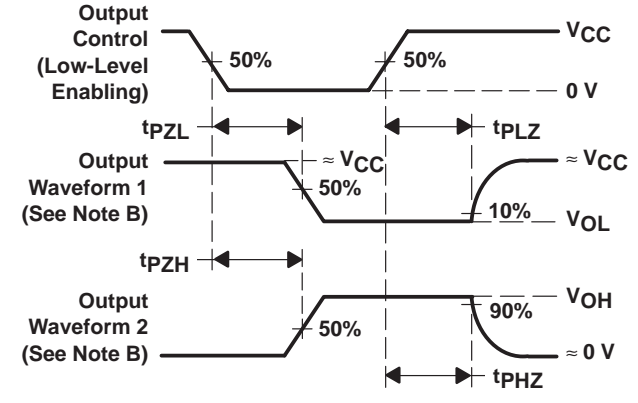 Output
Control
(Low-Level
Enabling)
50%
50%
VCC
0 V
tPZL
tPLZ
Output
Waveform 1
(See Note B)
≈ VCC
50%
≈ VCC
10%
VOL
tPZH
Output
Waveform 2
(See Note B)
50%
VOH
90%
≈ 0 V
tPHZ